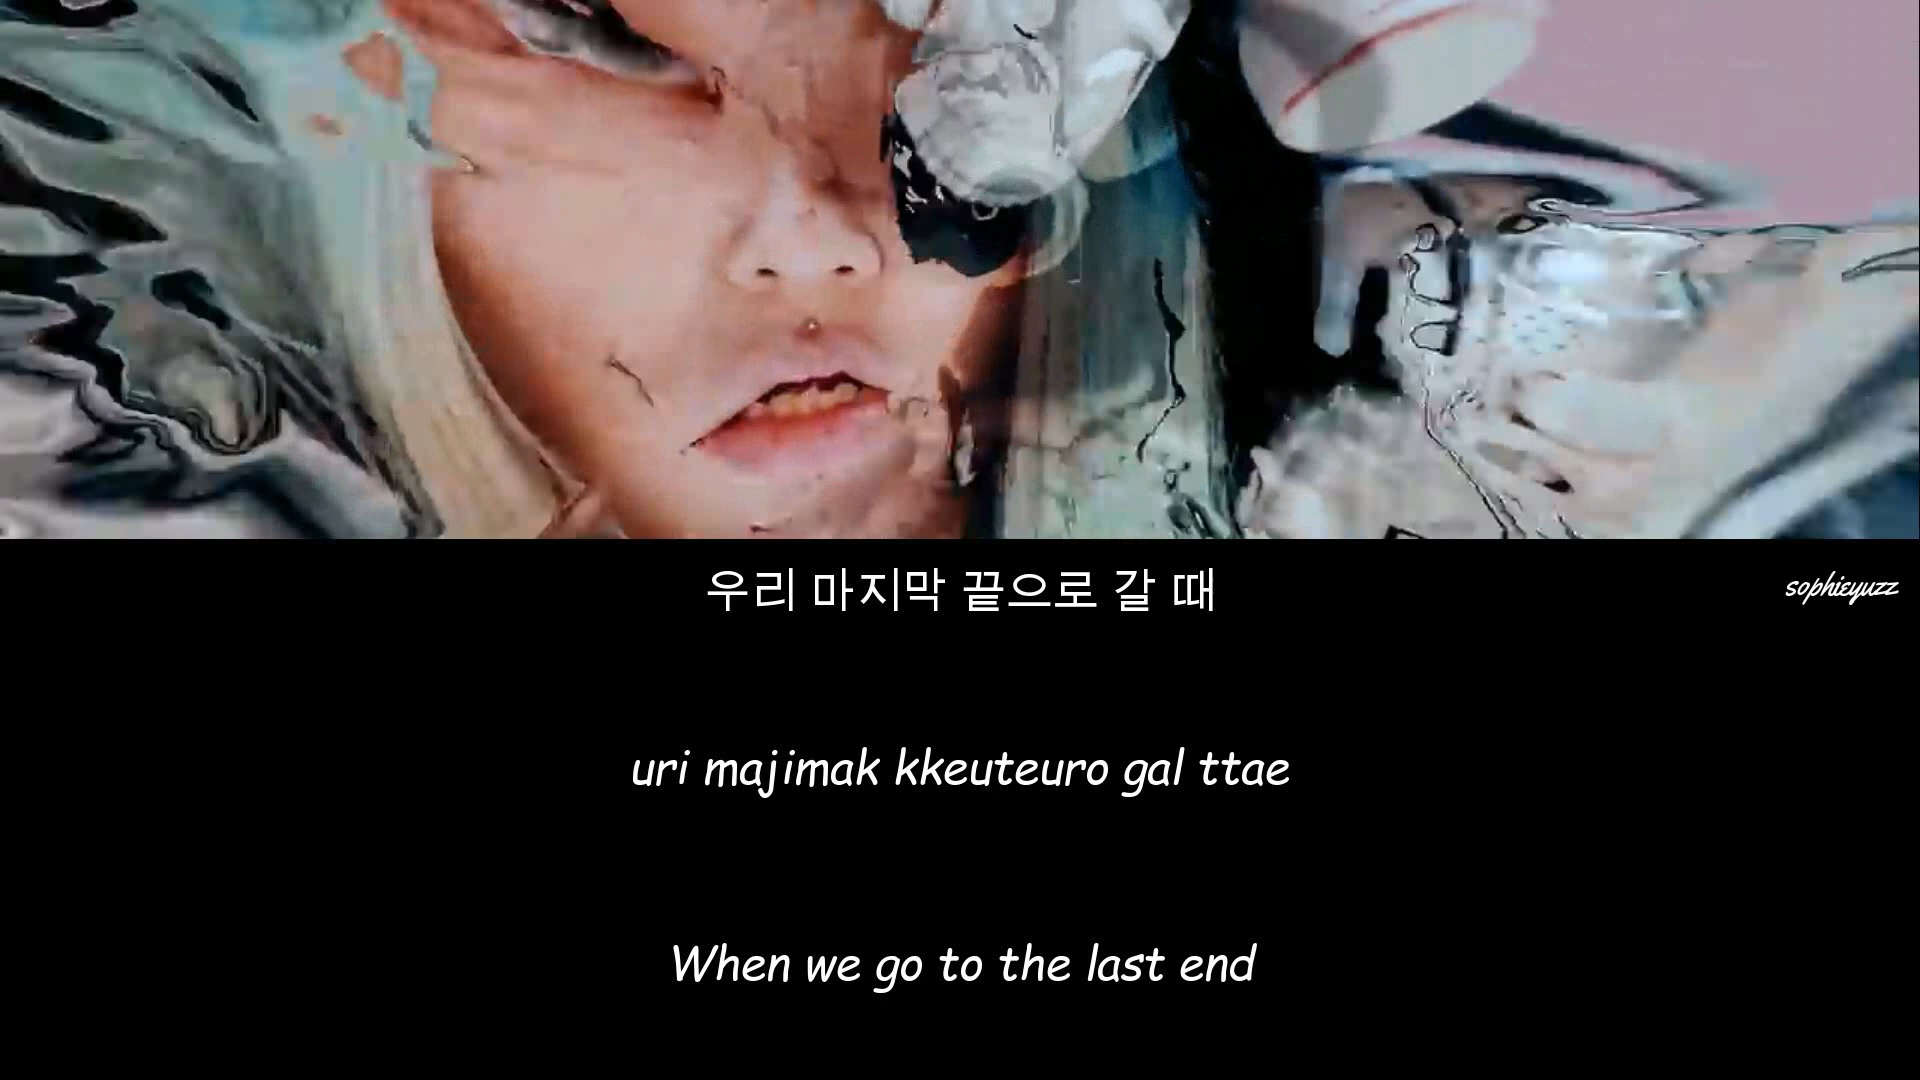 우리 마지막 끝으로 갈 때
sophieyuzz
uri majimak kkeuteuro gal ttae
When we go to the last end